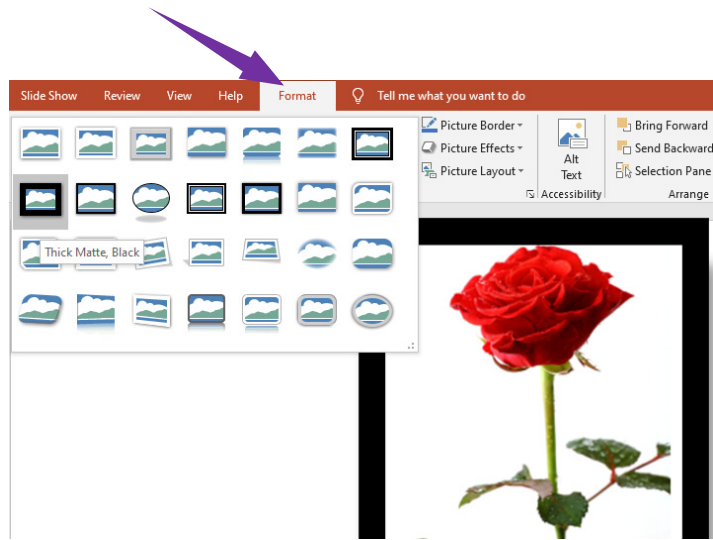 Slide Show Review View Help Format Tell me what you want to do
Picture Border
Picture Effects
Picture Layout
Alt
Text
Accessibility
Bring Forward
Send Backward
Selection Pane
Arrange
Thick Matte, Black